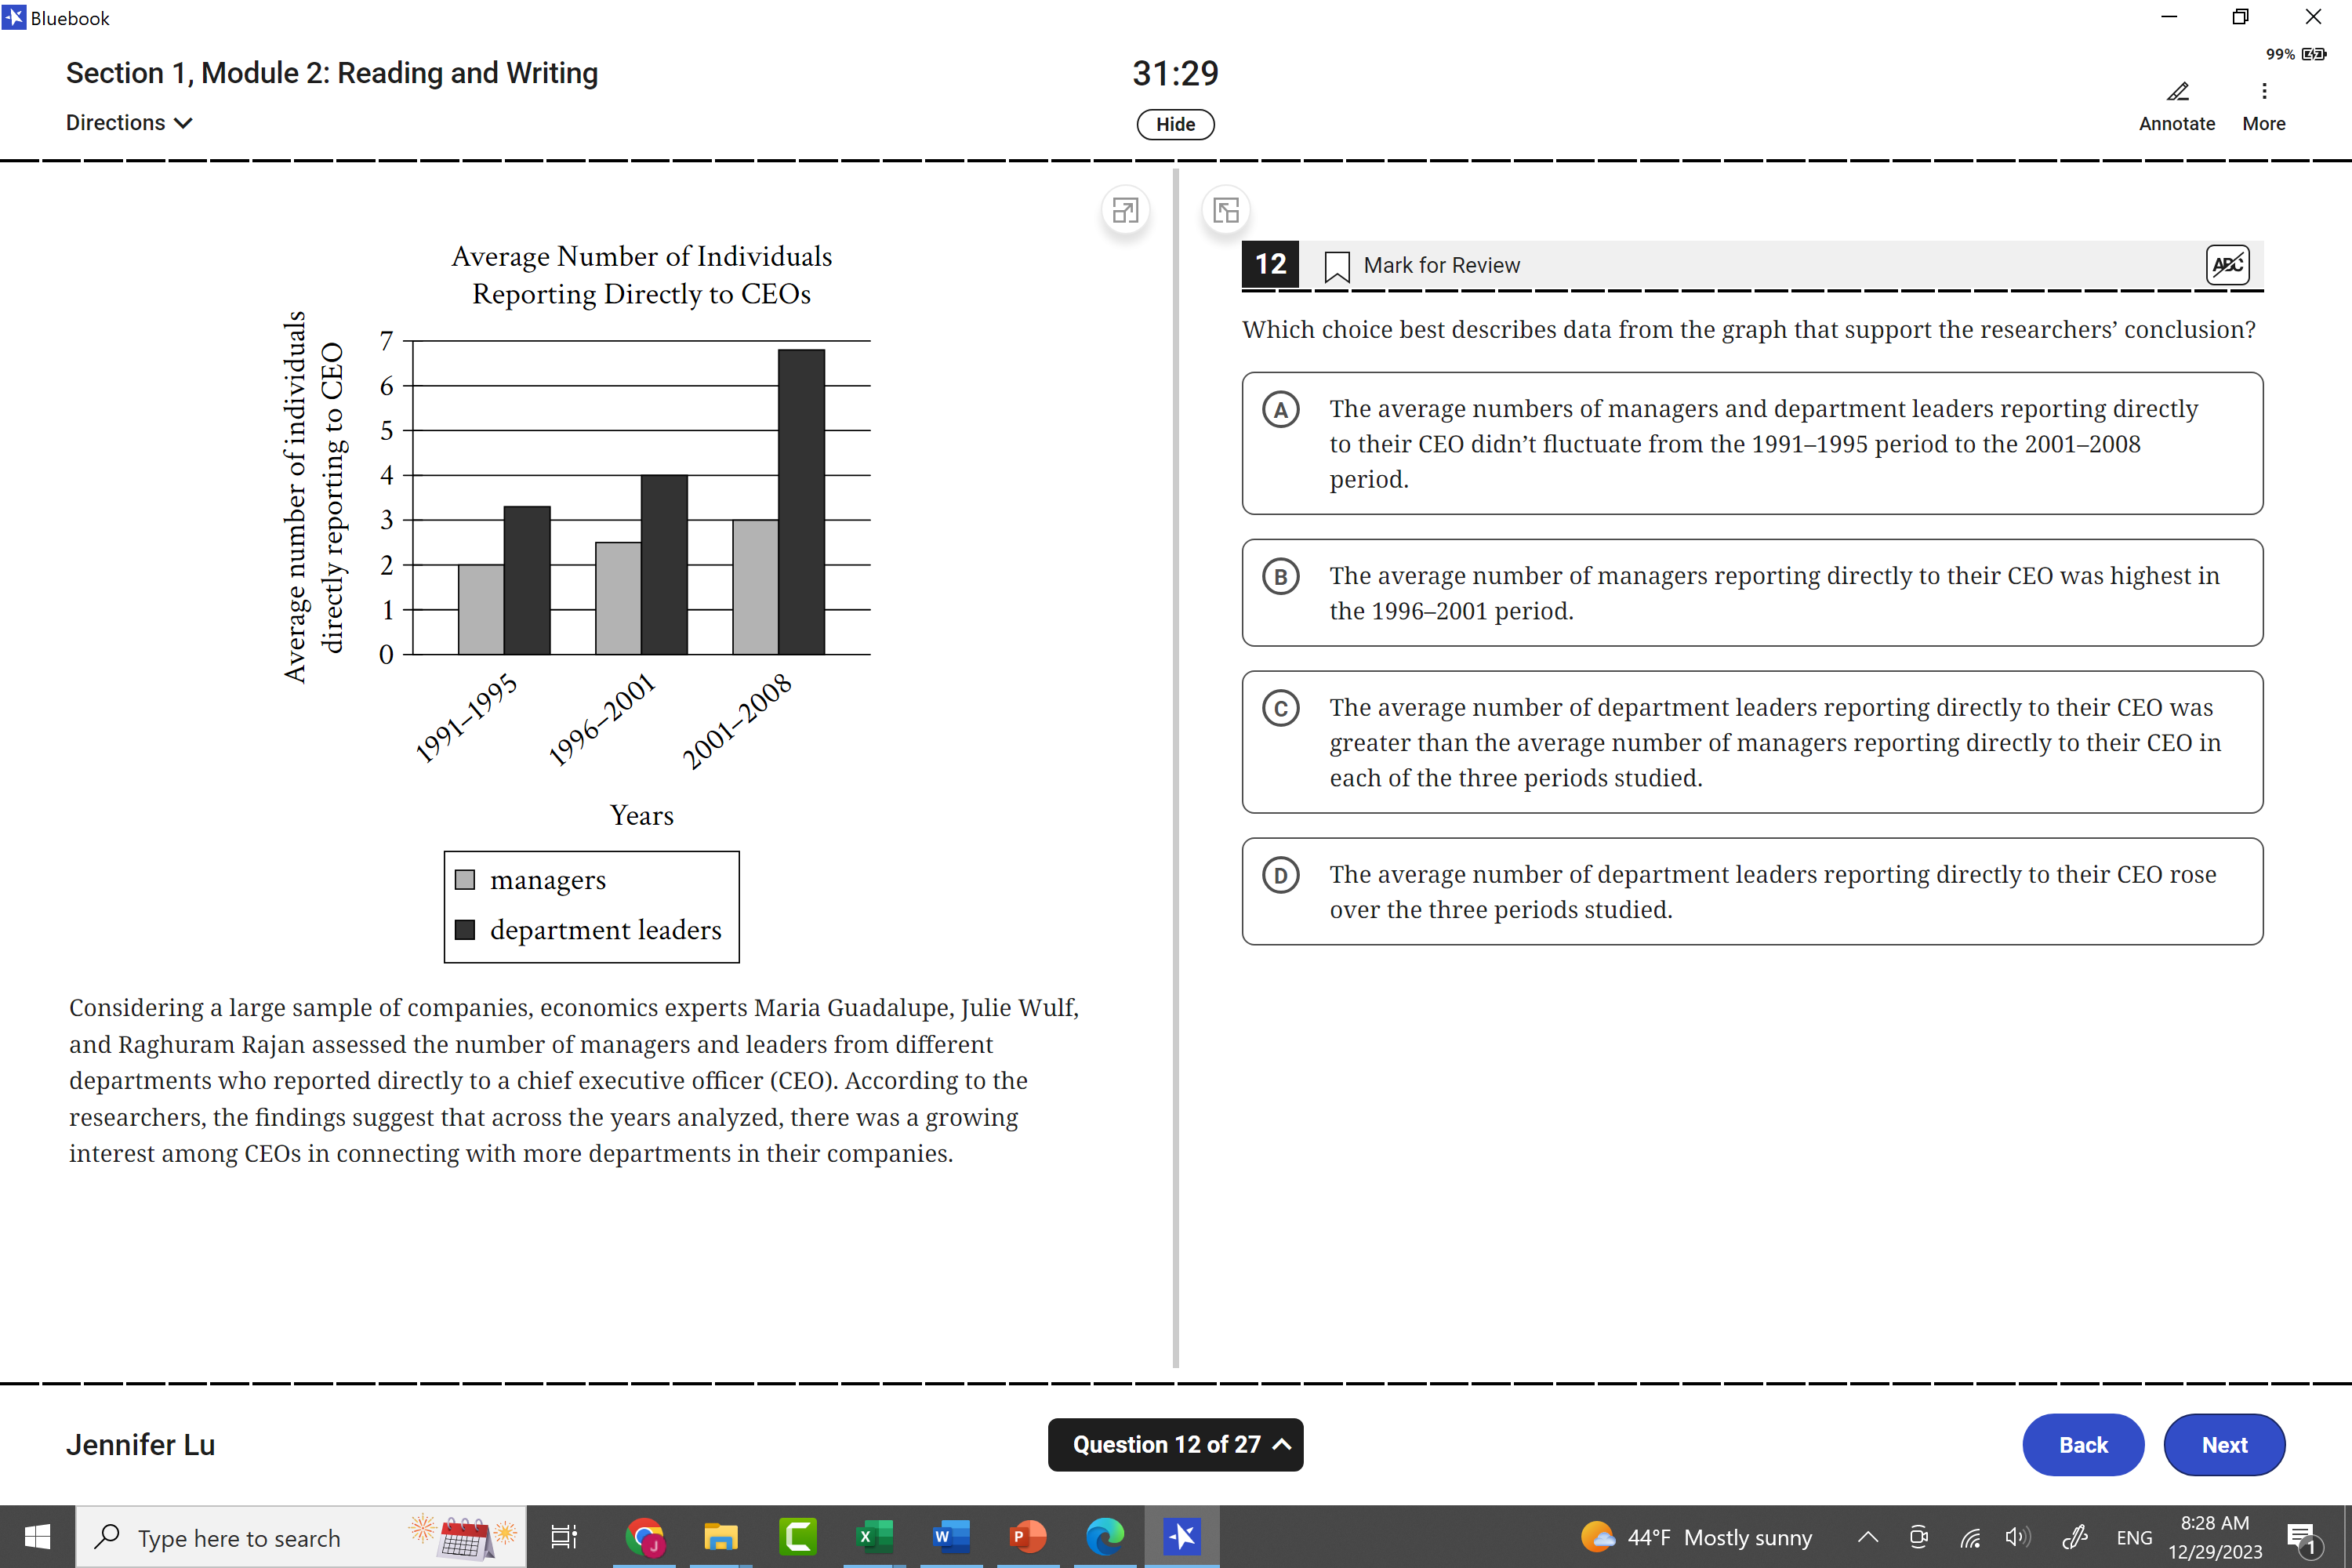 Bluebook
99%
Section 1, Module 2: Reading and Writing
31:29
Directions
Hide
Annotate
More
Average Number of Individuals
Reporting Directly to CEOs
Average number of individuals
directly reporting to CEO
7
6
5
4
3
2
1
0
1991–1995
1996–2001
2001–2008
Years
managers
department leaders
Considering a large sample of companies, economics experts Maria Guadalupe, Julie Wulf,
and Raghuram Rajan assessed the number of managers and leaders from different
departments who reported directly to a chief executive officer (CEO). According to the
researchers, the findings suggest that across the years analyzed, there was a growing
interest among CEOs in connecting with more departments in their companies.
12
Mark for Review
ABC
Which choice best describes data from the graph that support the researchers’ conclusion?
A
The average numbers of managers and department leaders reporting directly
to their CEO didn’t fluctuate from the 1991–1995 period to the 2001–2008
period.
B
The average number of managers reporting directly to their CEO was highest in
the 1996–2001 period.
C
The average number of department leaders reporting directly to their CEO was
greater than the average number of managers reporting directly to their CEO in
each of the three periods studied.
D
The average number of department leaders reporting directly to their CEO rose
over the three periods studied.
Jennifer Lu
Question 12 of 27
Back
Next
Type here to search
J
X
W
P
44°F Mostly sunny
ENG
8:28 AM
12/29/2023
1